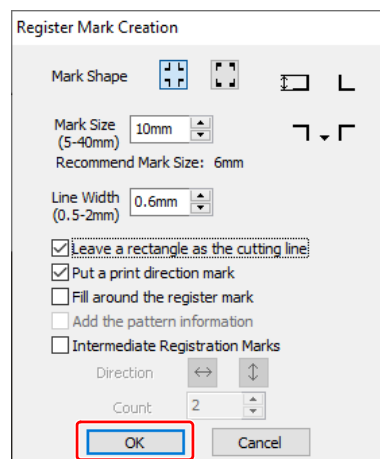 Register Mark Creation
Mark Shape
Mark Size
(5-40mm)
10mm
Recommend Mark Size: 6mm
Line Width
(0.5-2mm)
0.6mm
Leave a rectangle as the cutting line
Put a print direction mark
Fill around the register mark
Add the pattern information
Intermediate Registration Marks
Direction
Count
2
OK
Cancel